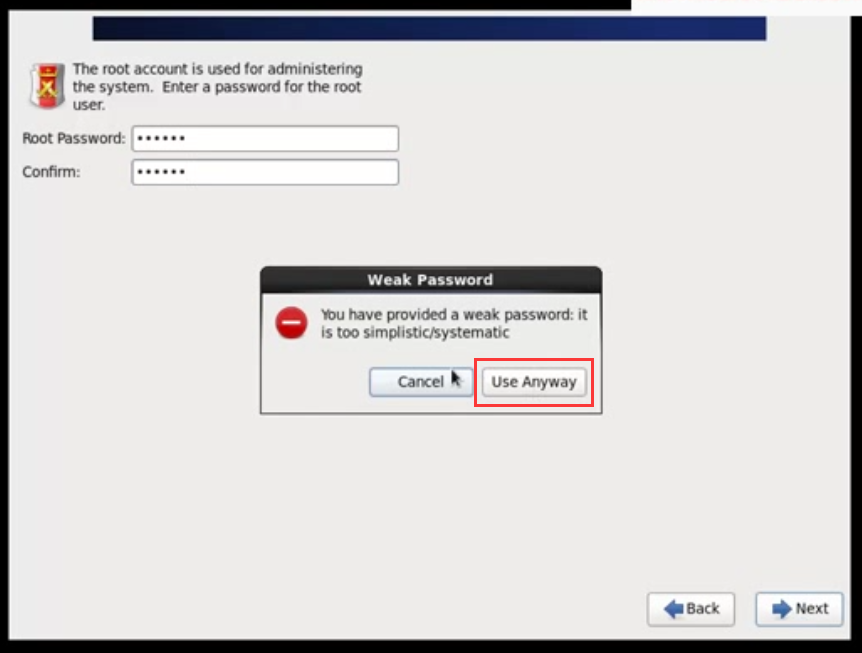 The root account is used for administering
the system. Enter a password for the root
user.
Root Password: ••••••
Confirm: ••••••
Weak Password
You have provided a weak password: it
is too simplistic/systematic
Cancel Use Anyway
Back Next